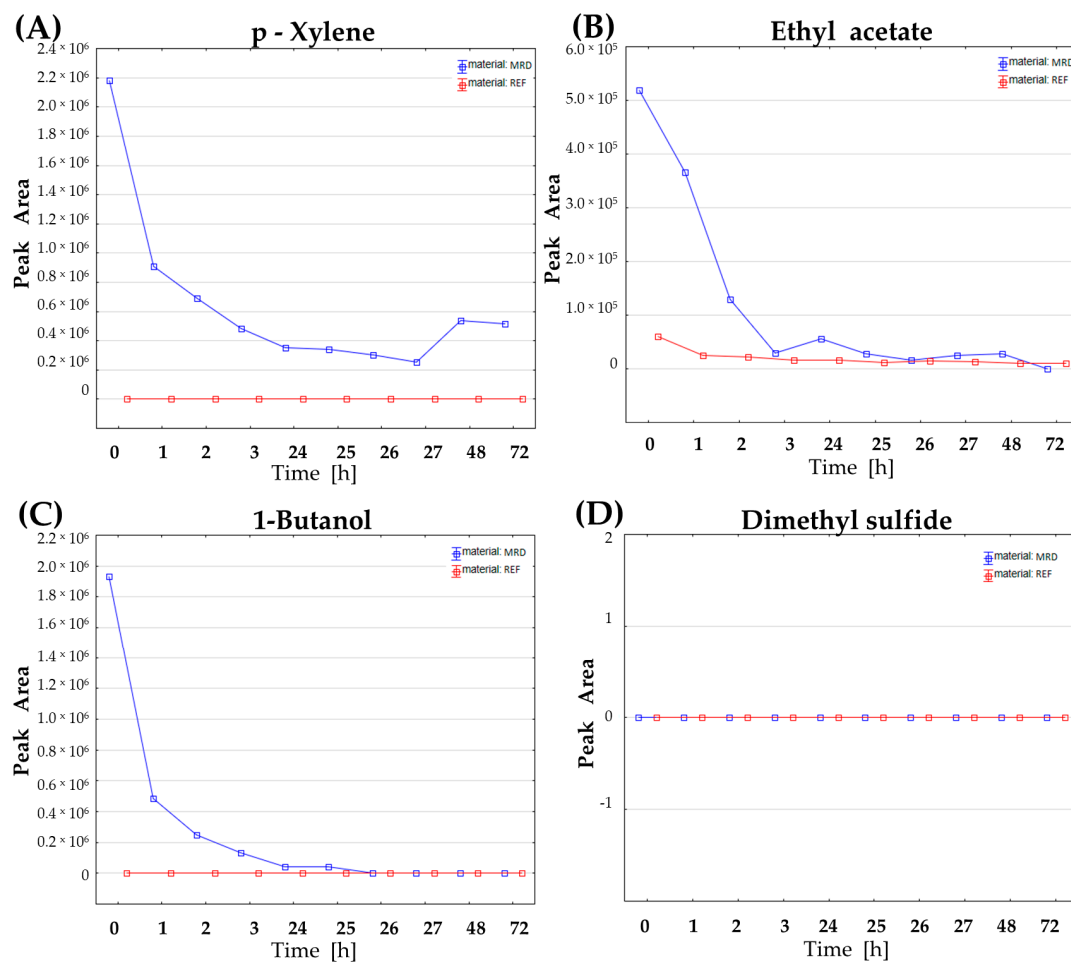 (A)
p - Xylene
2.4 × 10⁶
2.2 × 10⁶
2.0 × 10⁶
1.8 × 10⁶
1.6 × 10⁶
1.4 × 10⁶
1.2 × 10⁶
1.0 × 10⁶
0.8 × 10⁶
0.6 × 10⁶
0.4 × 10⁶
0.2 × 10⁶
0
Peak Area
material: MRD
material: REF
0 1 2 3 24 25 26 27 48 72
Time [h]
(B)
Ethyl acetate
6.0 × 10⁵
5.0 × 10⁵
4.0 × 10⁵
3.0 × 10⁵
2.0 × 10⁵
1.0 × 10⁵
0
Peak Area
material: MRD
material: REF
0 1 2 3 24 25 26 27 48 72
Time [h]
(C)
1-Butanol
2.2 × 10⁶
2.0 × 10⁶
1.8 × 10⁶
1.6 × 10⁶
1.4 × 10⁶
1.2 × 10⁶
1.0 × 10⁶
0.8 × 10⁶
0.6 × 10⁶
0.4 × 10⁶
0.2 × 10⁶
0
Peak Area
material: MRD
material: REF
0 1 2 3 24 25 26 27 48 72
Time [h]
(D)
Dimethyl sulfide
2
1
0
-1
Peak Area
material: MRD
material: REF
0 1 2 3 24 25 26 27 48 72
Time [h]